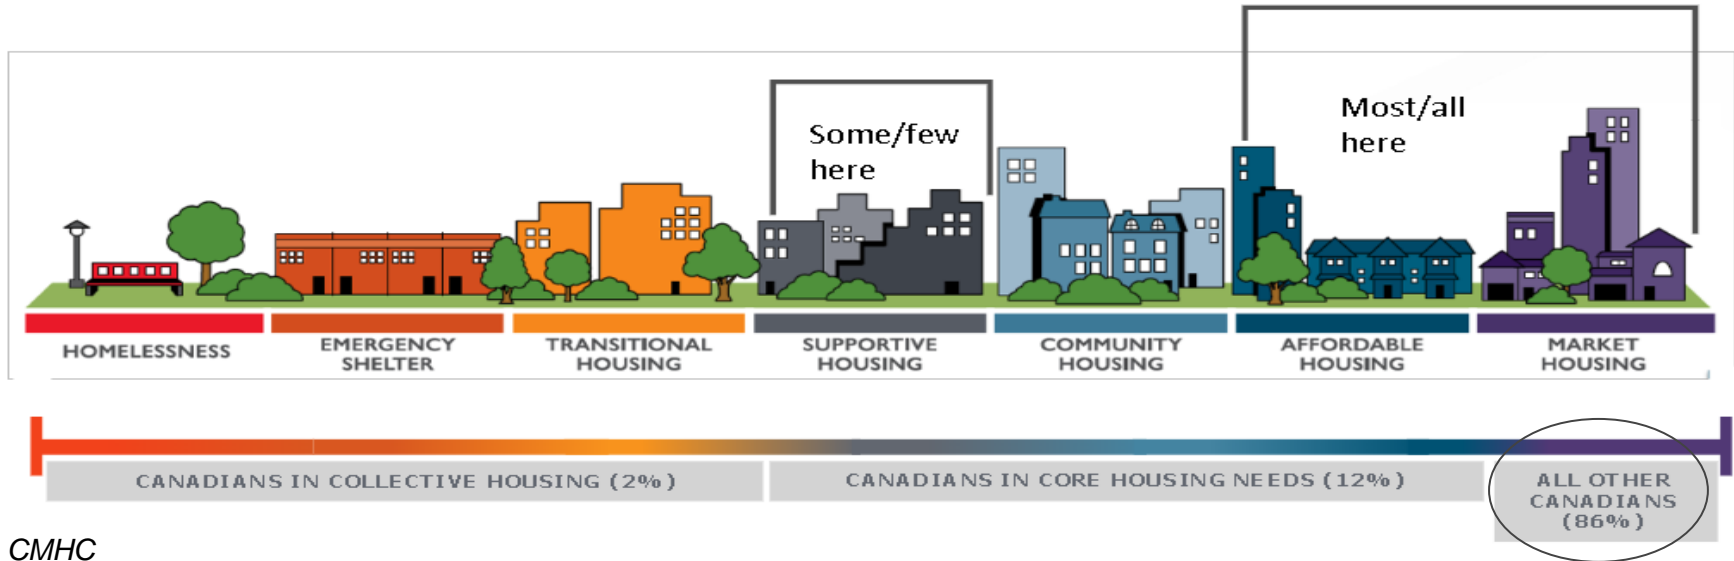 Most/all
here
Some/few
here
HOMELESSNESS
EMERGENCY
SHELTER
TRANSITIONAL
HOUSING
SUPPORTIVE
HOUSING
COMMUNITY
HOUSING
AFFORDABLE
HOUSING
MARKET
HOUSING
CANADIANS IN COLLECTIVE HOUSING (2%)
CANADIANS IN CORE HOUSING NEEDS (12%)
ALL OTHER
CANADIANS
(86%)
CMHC